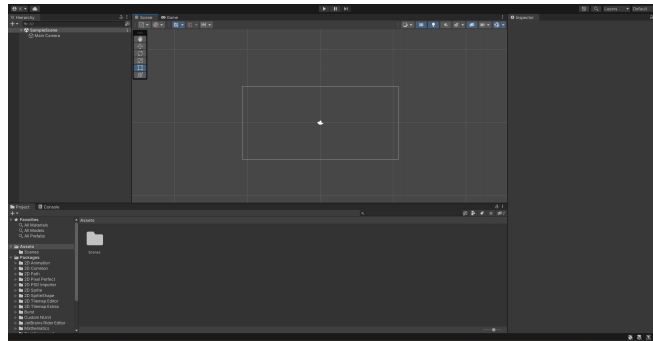 Hierarchy
Scene
Game
Inspector
Layers
Default
All
SampleScene
Main Camera
Project
Console
Favorites
All Materials
All Models
All Prefabs
Assets
Scenes
Packages
2D Animation
2D Common
2D Path
2D Pixel Perfect
2D PSD Importer
2D Sprite
2D SpriteShape
2D Tilemap Editor
2D Tilemap Extras
Burst
Custom NUnit
JetBrains Rider Editor
Mathematics
Assets
Scenes